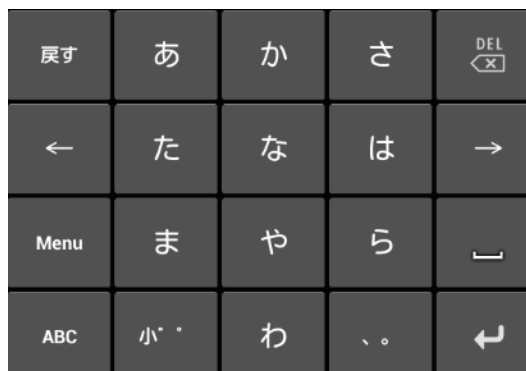 戻す あ か さ DEL
← た な は →
Menu ま や ら
ABC 小゛゜ わ 、。